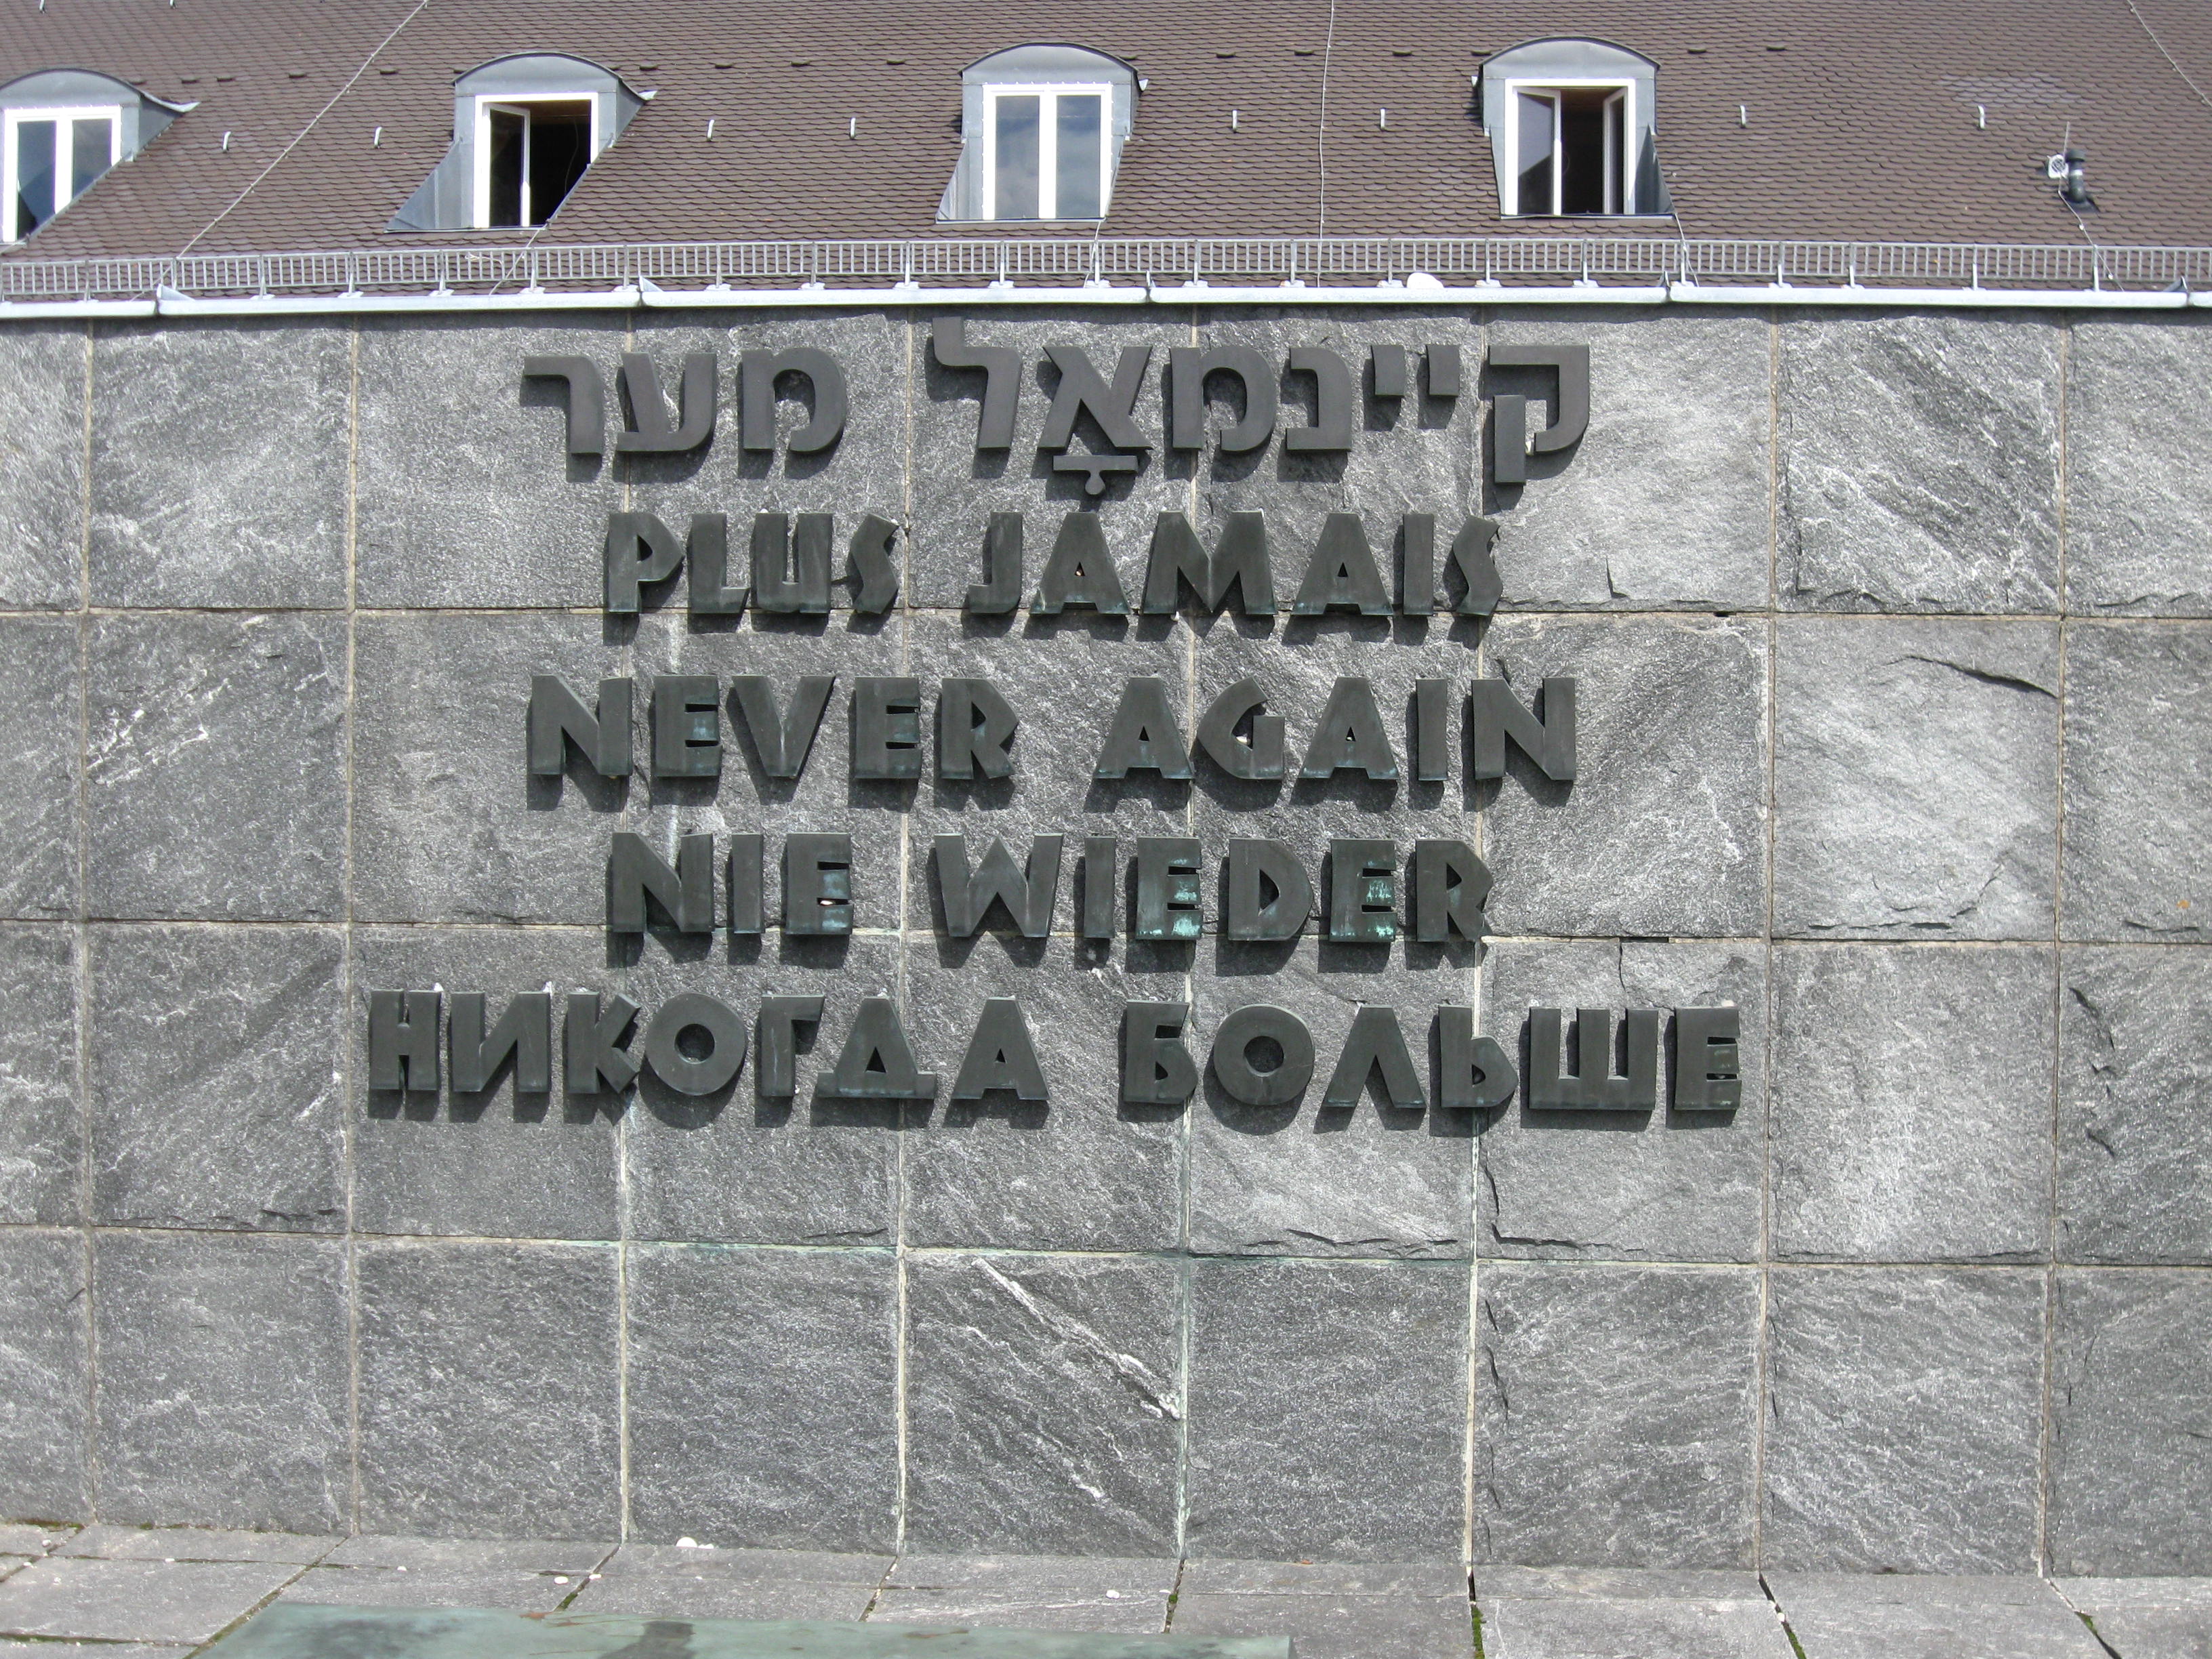 קיינמאָל מער
PLUS JAMAIS
NEVER AGAIN
NIE WIEDER
НИКОГДА БОЛЬШЕ